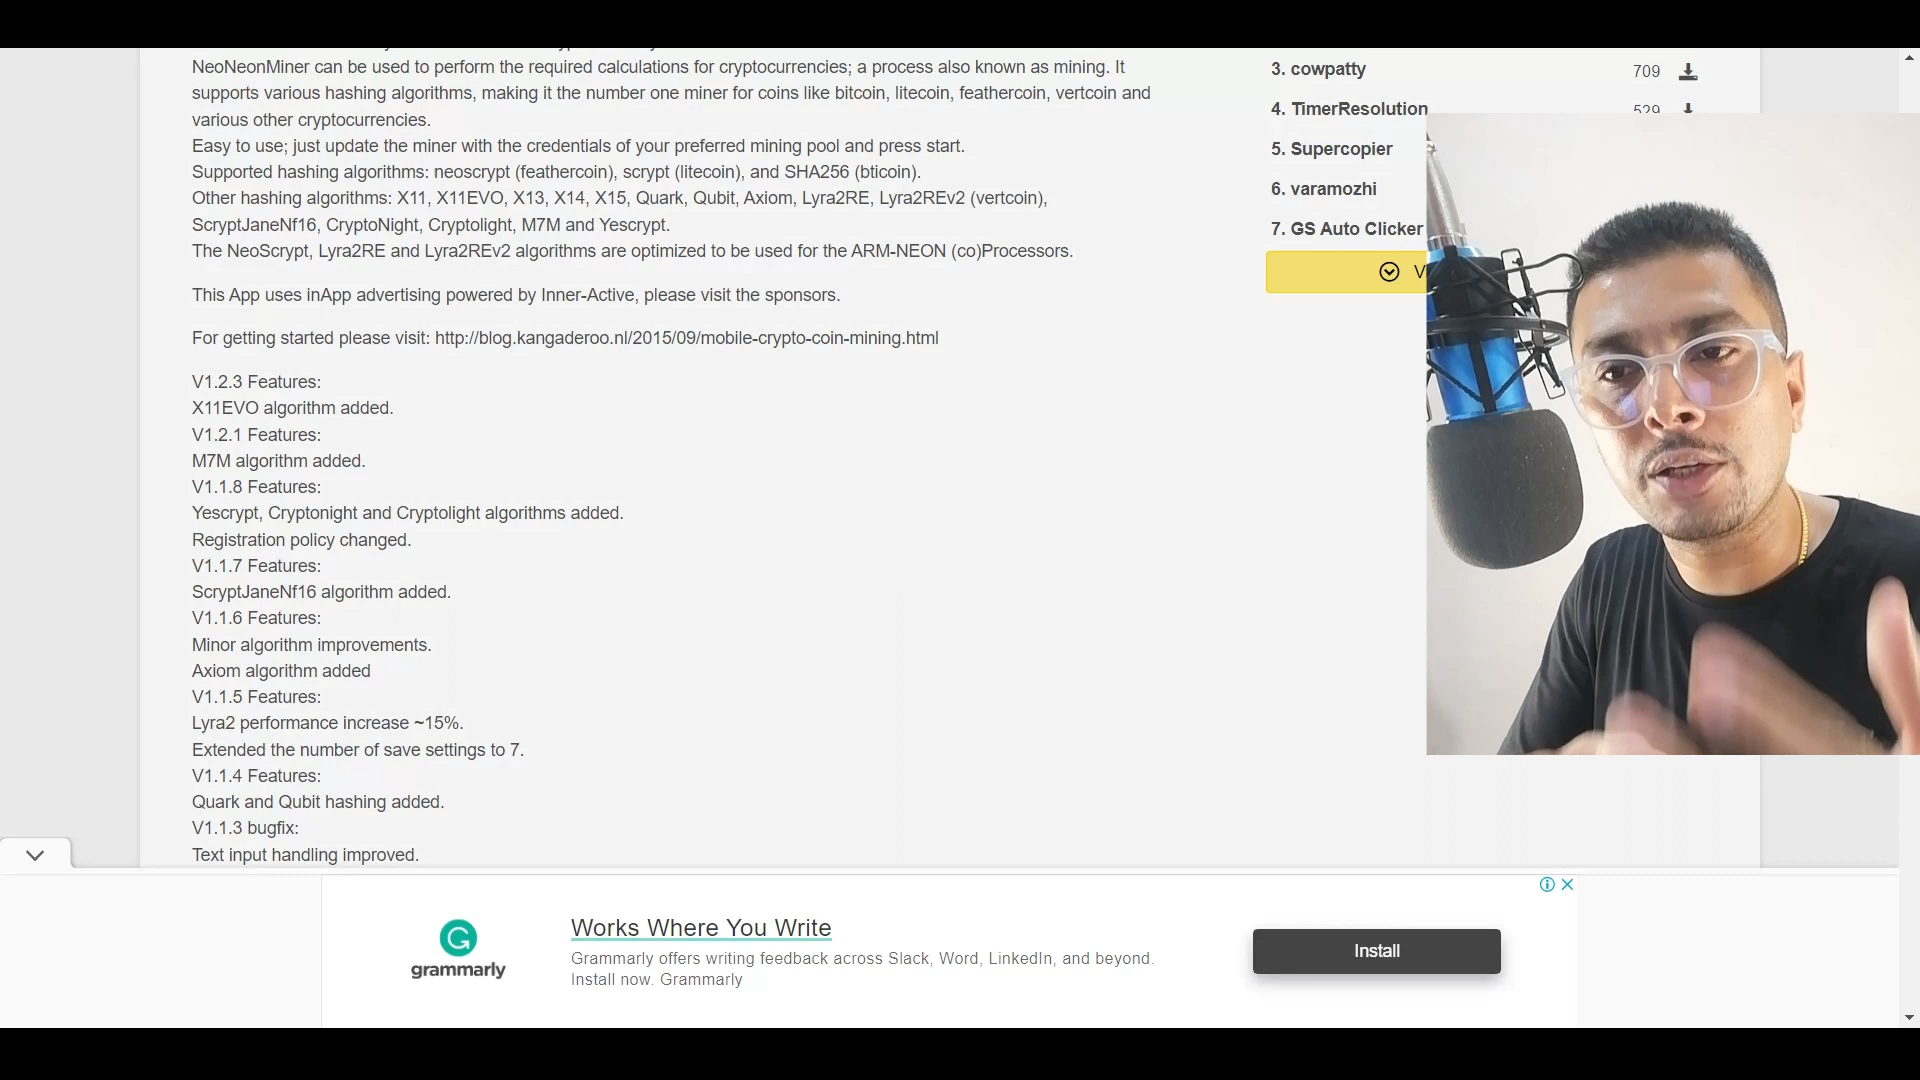 NeoNeonMiner can be used to perform the required calculations for cryptocurrencies; a process also known as mining. It
supports various hashing algorithms, making it the number one miner for coins like bitcoin, litecoin, feathercoin, vertcoin and
various other cryptocurrencies.
Easy to use; just update the miner with the credentials of your preferred mining pool and press start.
Supported hashing algorithms: neoscrypt (feathercoin), scrypt (litecoin), and SHA256 (bticoin).
Other hashing algorithms: X11, X11EVO, X13, X14, X15, Quark, Qubit, Axiom, Lyra2RE, Lyra2REv2 (vertcoin),
ScryptJaneNf16, CryptoNight, Cryptolight, M7M and Yescrypt.
The NeoScrypt, Lyra2RE and Lyra2REv2 algorithms are optimized to be used for the ARM-NEON (co)Processors.
This App uses inApp advertising powered by Inner-Active, please visit the sponsors.
For getting started please visit: http://blog.kangaderoo.nl/2015/09/mobile-crypto-coin-mining.html
V1.2.3 Features:
X11EVO algorithm added.
V1.2.1 Features:
M7M algorithm added.
V1.1.8 Features:
Yescrypt, Cryptonight and Cryptolight algorithms added.
Registration policy changed.
V1.1.7 Features:
ScryptJaneNf16 algorithm added.
V1.1.6 Features:
Minor algorithm improvements.
Axiom algorithm added
V1.1.5 Features:
Lyra2 performance increase ~15%.
Extended the number of save settings to 7.
V1.1.4 Features:
Quark and Qubit hashing added.
V1.1.3 bugfix:
Text input handling improved.
3. cowpatty 709
4. TimerResolution 529
5. Supercopier
6. varamozhi
7. GS Auto Clicker
V
grammarly
Works Where You Write
Grammarly offers writing feedback across Slack, Word, LinkedIn, and beyond.
Install now. Grammarly
Install